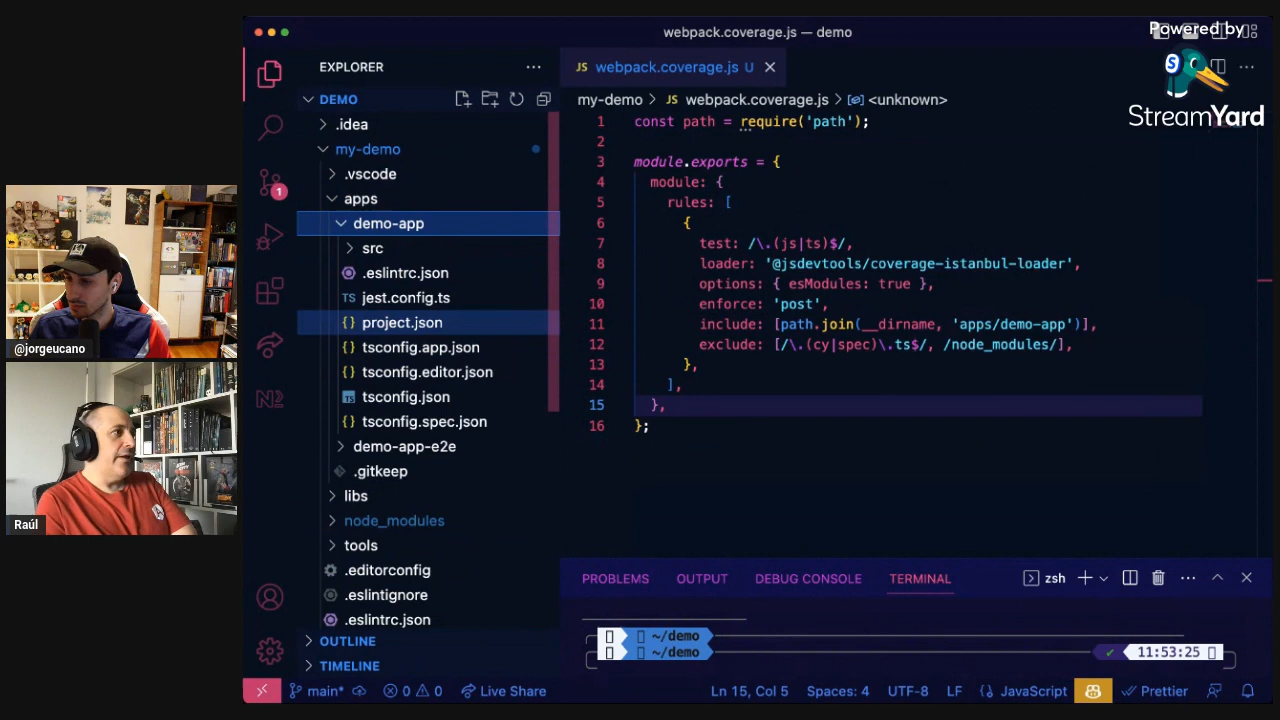 webpack.coverage.js — demo
Powered by
StreamYard
EXPLORER
DEMO
.idea
my-demo
.vscode
apps
demo-app
src
.eslintrc.json
TS jest.config.ts
{} project.json
{} tsconfig.app.json
{} tsconfig.editor.json
TS tsconfig.json
{} tsconfig.spec.json
demo-app-e2e
.gitkeep
libs
node_modules
tools
.editorconfig
.eslintignore
.eslintrc.json
OUTLINE
TIMELINE
1
@jorgeucano
Raúl
JS webpack.coverage.js U
my-demo > JS webpack.coverage.js > <unknown>
1 const path = require('path');
2
3 module.exports = {
4 module: {
5 rules: [
6 {
7 test: /\.(js|ts)$/,
8 loader: '@jsdevtools/coverage-istanbul-loader',
9 options: { esModules: true },
10 enforce: 'post',
11 include: [path.join(__dirname, 'apps/demo-app')],
12 exclude: [/\.(cy|spec)\.ts$/, /node_modules/],
13 },
14 ],
15 },
16 };
PROBLEMS OUTPUT DEBUG CONSOLE TERMINAL zsh
~/demo
~/demo 11:53:25
main* 0 0 Live Share Ln 15, Col 5 Spaces: 4 UTF-8 LF JavaScript Prettier